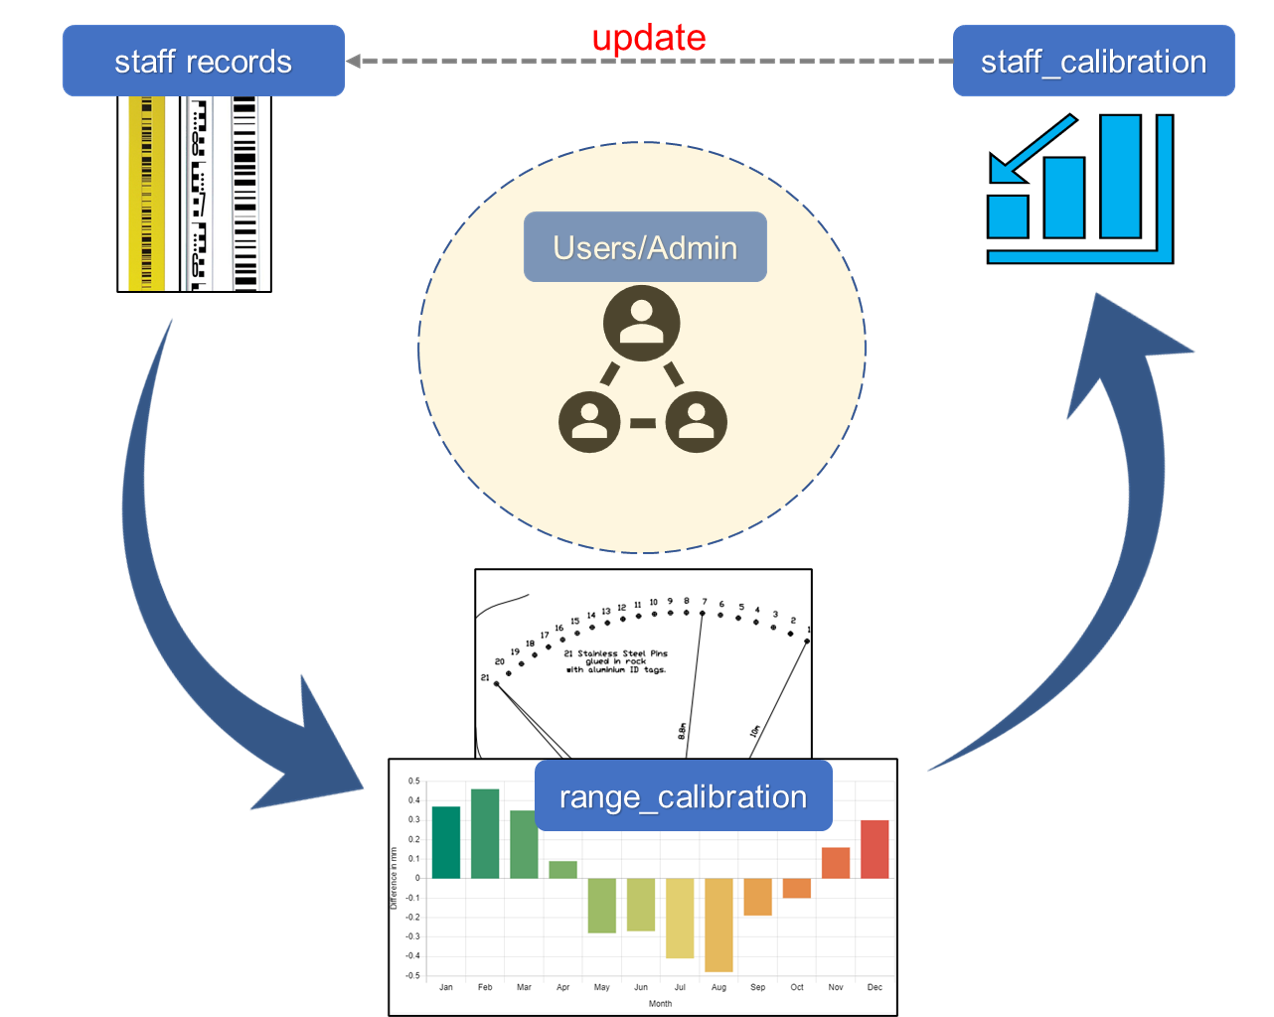 update
staff records
staff_calibration
Users/Admin
21 20 19 18 17 16 15 14 13 12 11 10 9 8 7 6 5 4 3 2 1
21 Stainless Steel Pins
glued in rock
with aluminium ID tags.
8.8m
10m
range_calibration
0.5
0.4
0.3
0.2
0.1
0
-0.1
-0.2
-0.3
-0.4
-0.5
Difference in mm
Jan Feb Mar Apr May Jun Jul Aug Sep Oct Nov Dec
Month